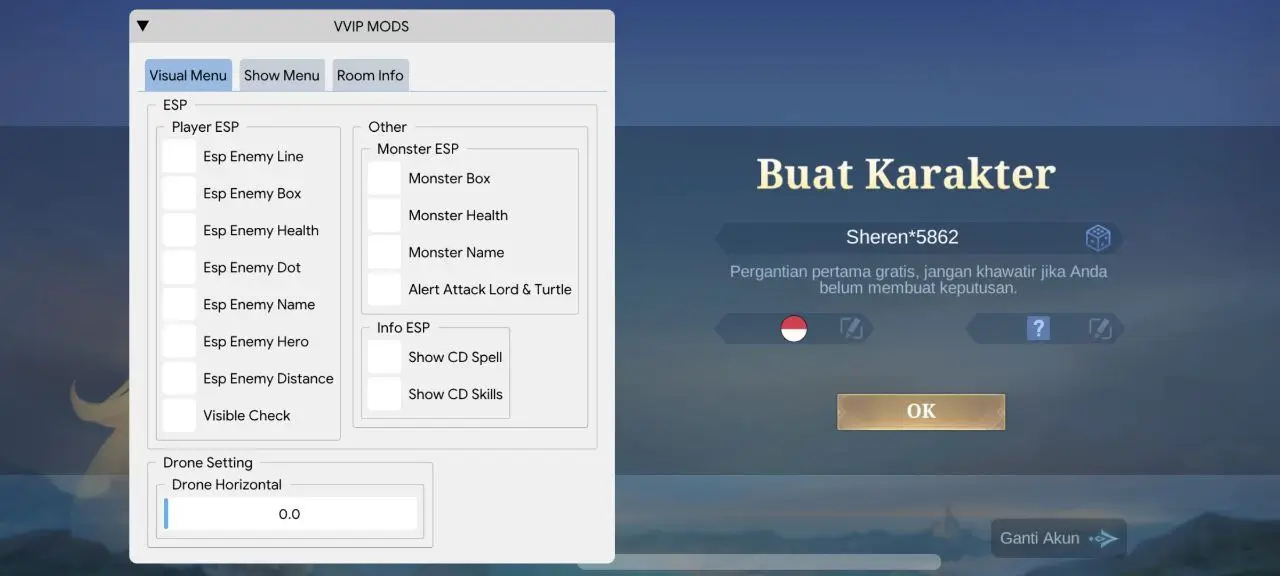 VVIP MODS
Visual Menu
Show Menu
Room Info
ESP
Player ESP
Esp Enemy Line
Esp Enemy Box
Esp Enemy Health
Esp Enemy Dot
Esp Enemy Name
Esp Enemy Hero
Esp Enemy Distance
Visible Check
Other
Monster ESP
Monster Box
Monster Health
Monster Name
Alert Attack Lord & Turtle
Info ESP
Show CD Spell
Show CD Skills
Drone Setting
Drone Horizontal
0.0
Buat Karakter
Sheren*5862
Pergantian pertama gratis, jangan khawatir jika Anda
belum membuat keputusan.
?
OK
Ganti Akun